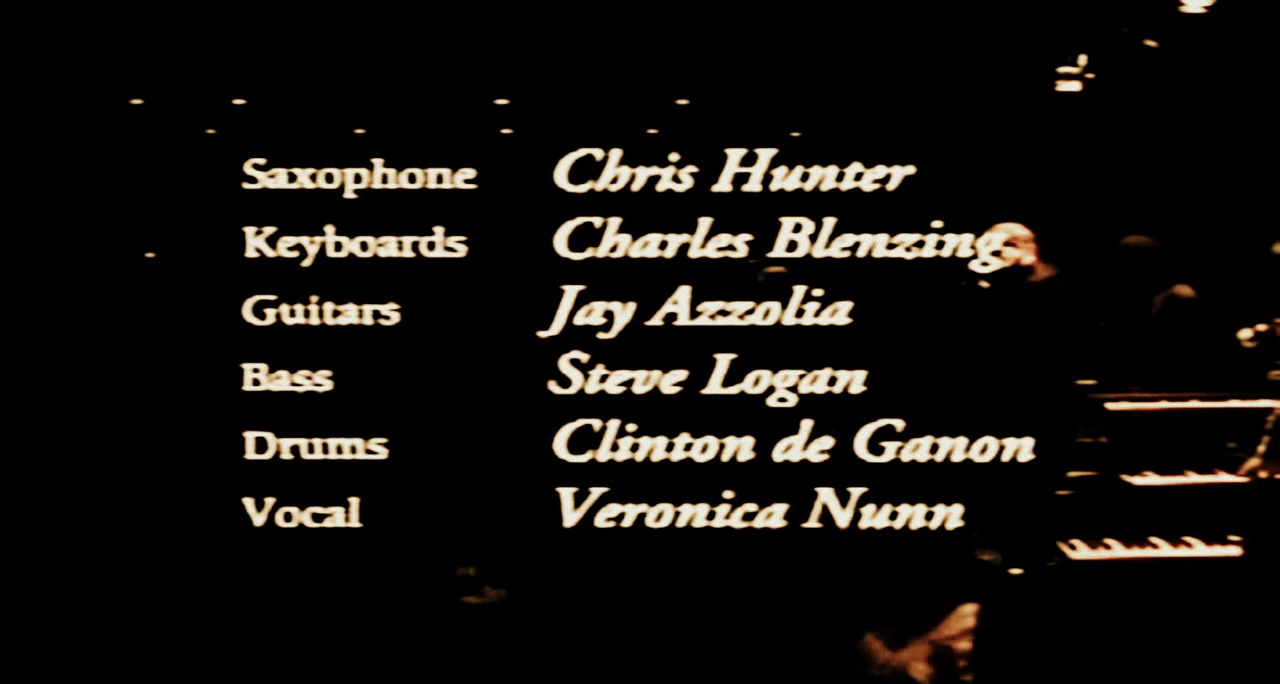 Saxophone Chris Hunter
Keyboards Charles Blenzing
Guitars Jay Azzolia
Bass Steve Logan
Drums Clinton de Ganon
Vocal Veronica Nunn